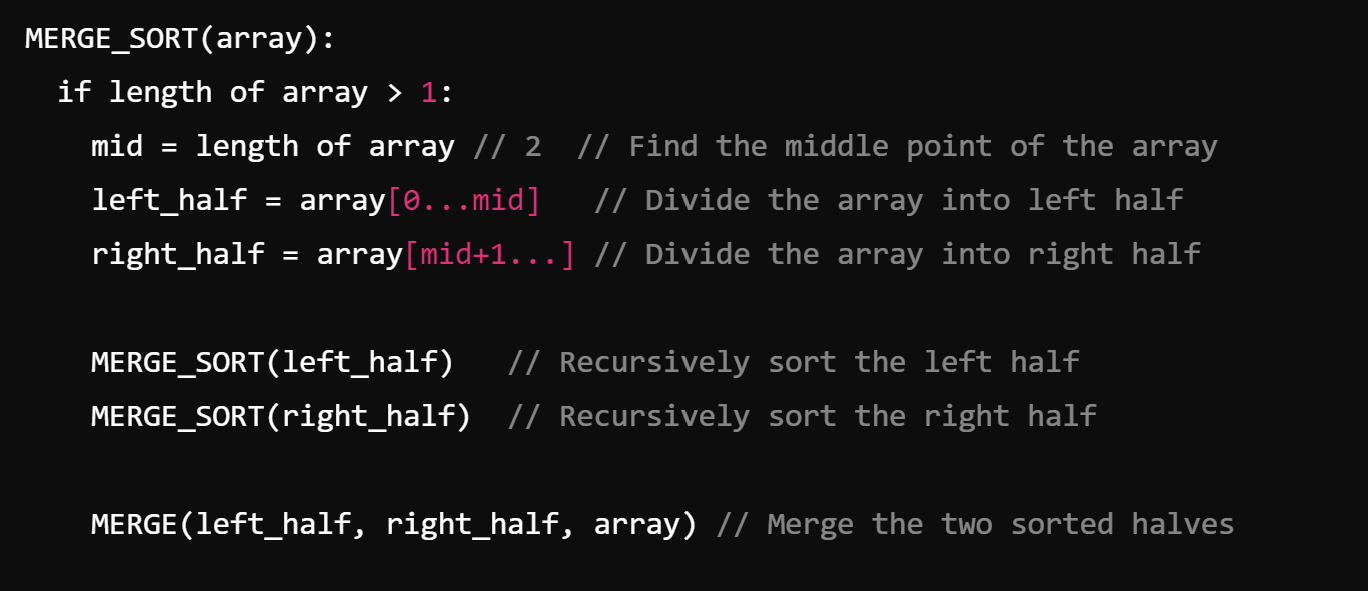 MERGE_SORT(array):
if length of array > 1:
mid = length of array // 2 // Find the middle point of the array
left_half = array[0...mid] // Divide the array into left half
right_half = array[mid+1...] // Divide the array into right half
MERGE_SORT(left_half) // Recursively sort the left half
MERGE_SORT(right_half) // Recursively sort the right half
MERGE(left_half, right_half, array) // Merge the two sorted halves